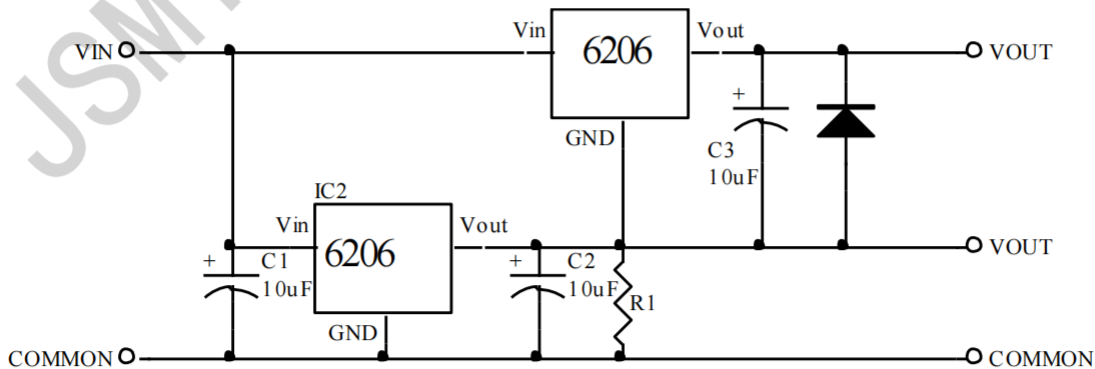 JSM
VIN
Vin
6206
Vout
VOUT
GND
+
C3
10uF
IC2
Vin
6206
Vout
VOUT
+
C1
10uF
+
C2
10uF
R1
GND
COMMON
COMMON